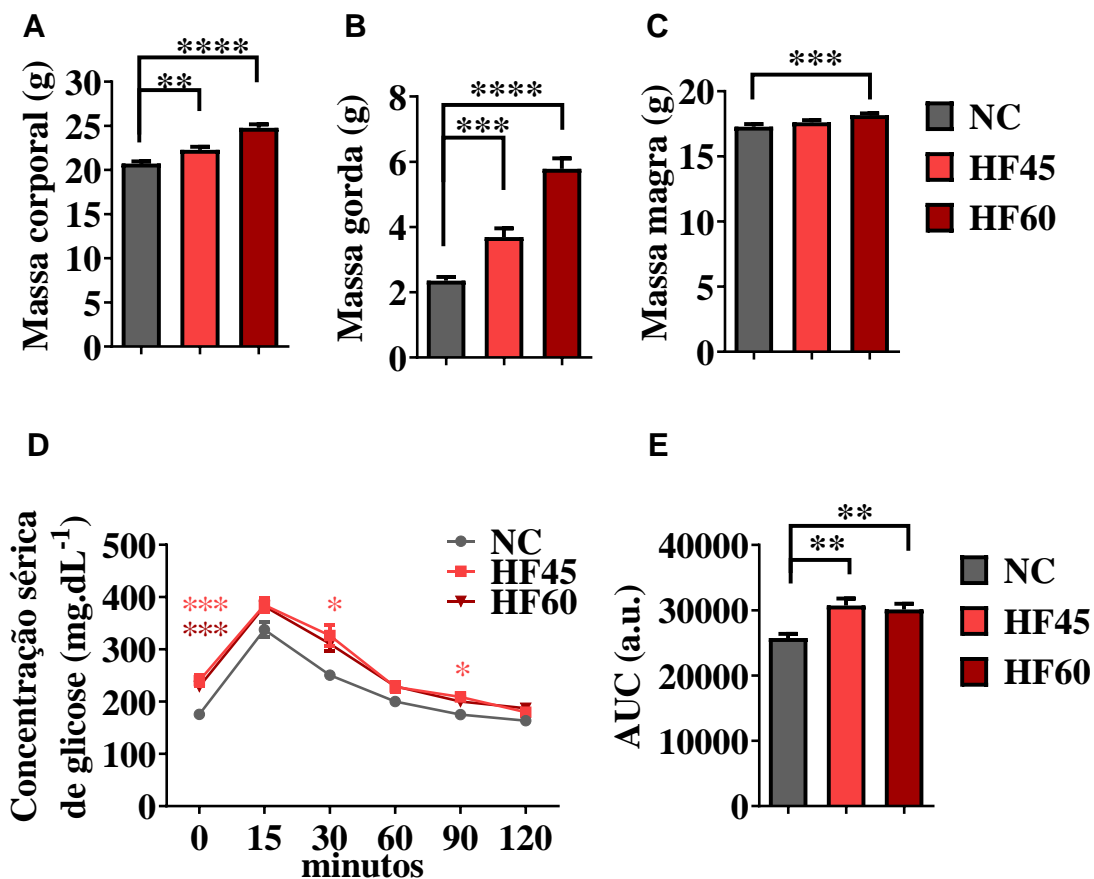 A
Massa corporal (g)
30
25
20
15
10
5
0
**
****
B
Massa gorda (g)
8
6
4
2
0
***
****
C
Massa magra (g)
20
15
10
5
0
***
NC
HF45
HF60
D
Concentração sérica
de glicose (mg.dL-1)
500
400
300
200
100
0
***
***
*
*
NC
HF45
HF60
0 15 30 60 90 120
minutos
E
AUC (a.u.)
40000
30000
20000
10000
0
**
**
NC
HF45
HF60